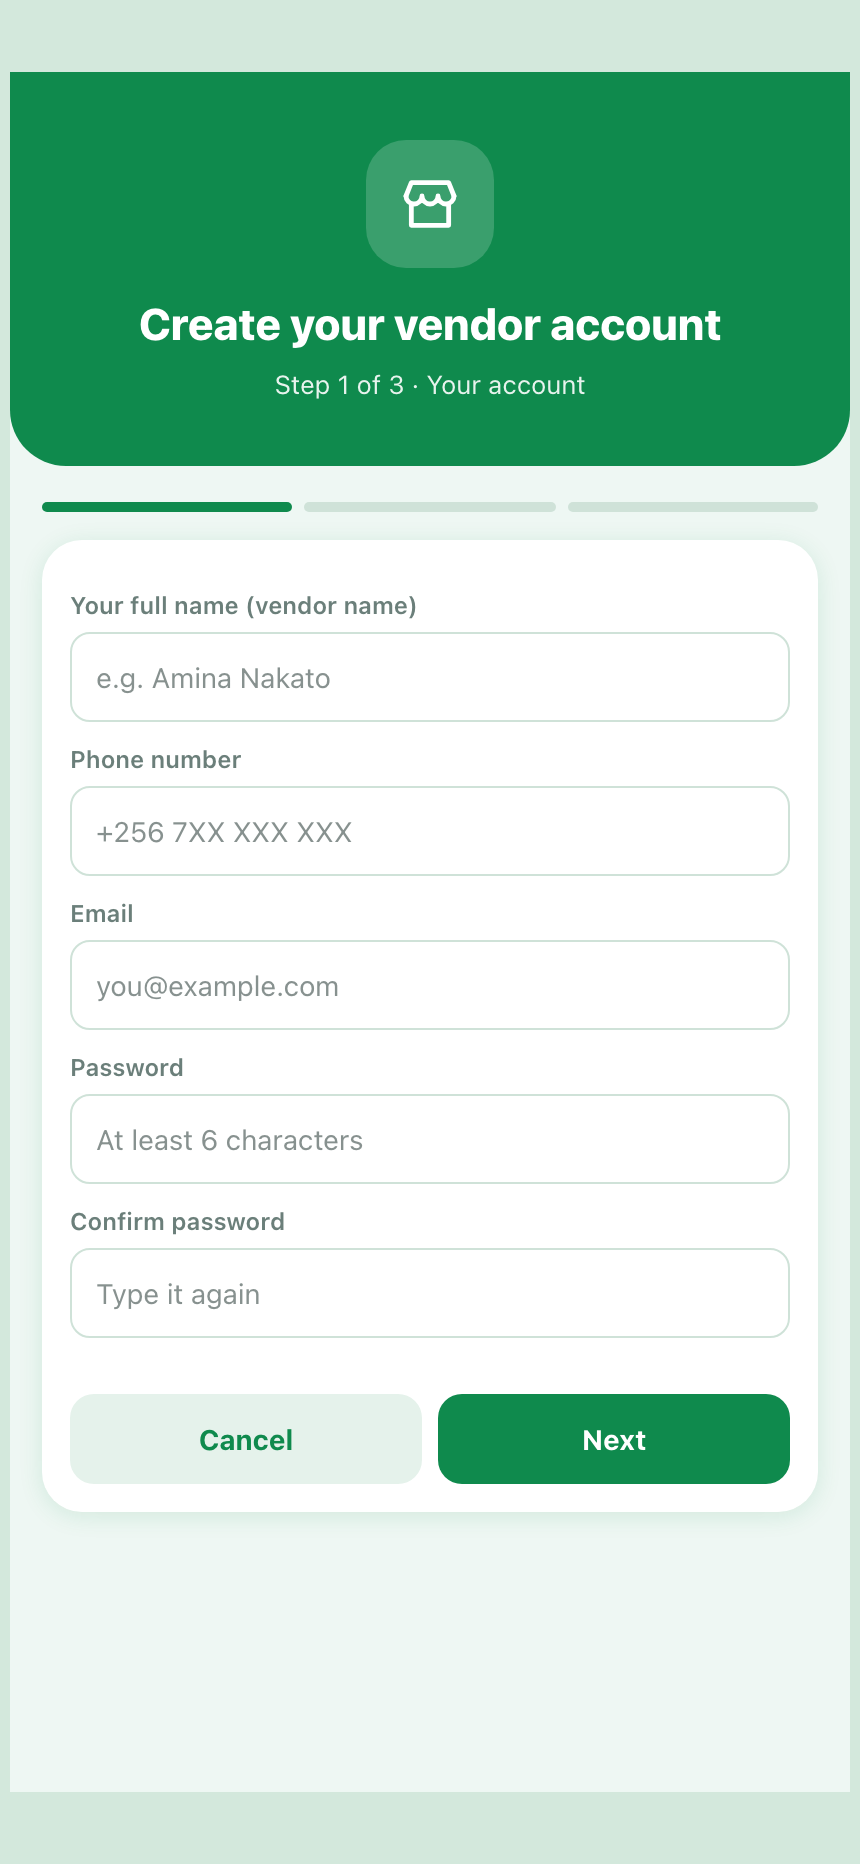 Create your vendor account
Step 1 of 3 · Your account
Your full name (vendor name)
e.g. Amina Nakato
Phone number
+256 7XX XXX XXX
Email
you@example.com
Password
At least 6 characters
Confirm password
Type it again
Cancel
Next